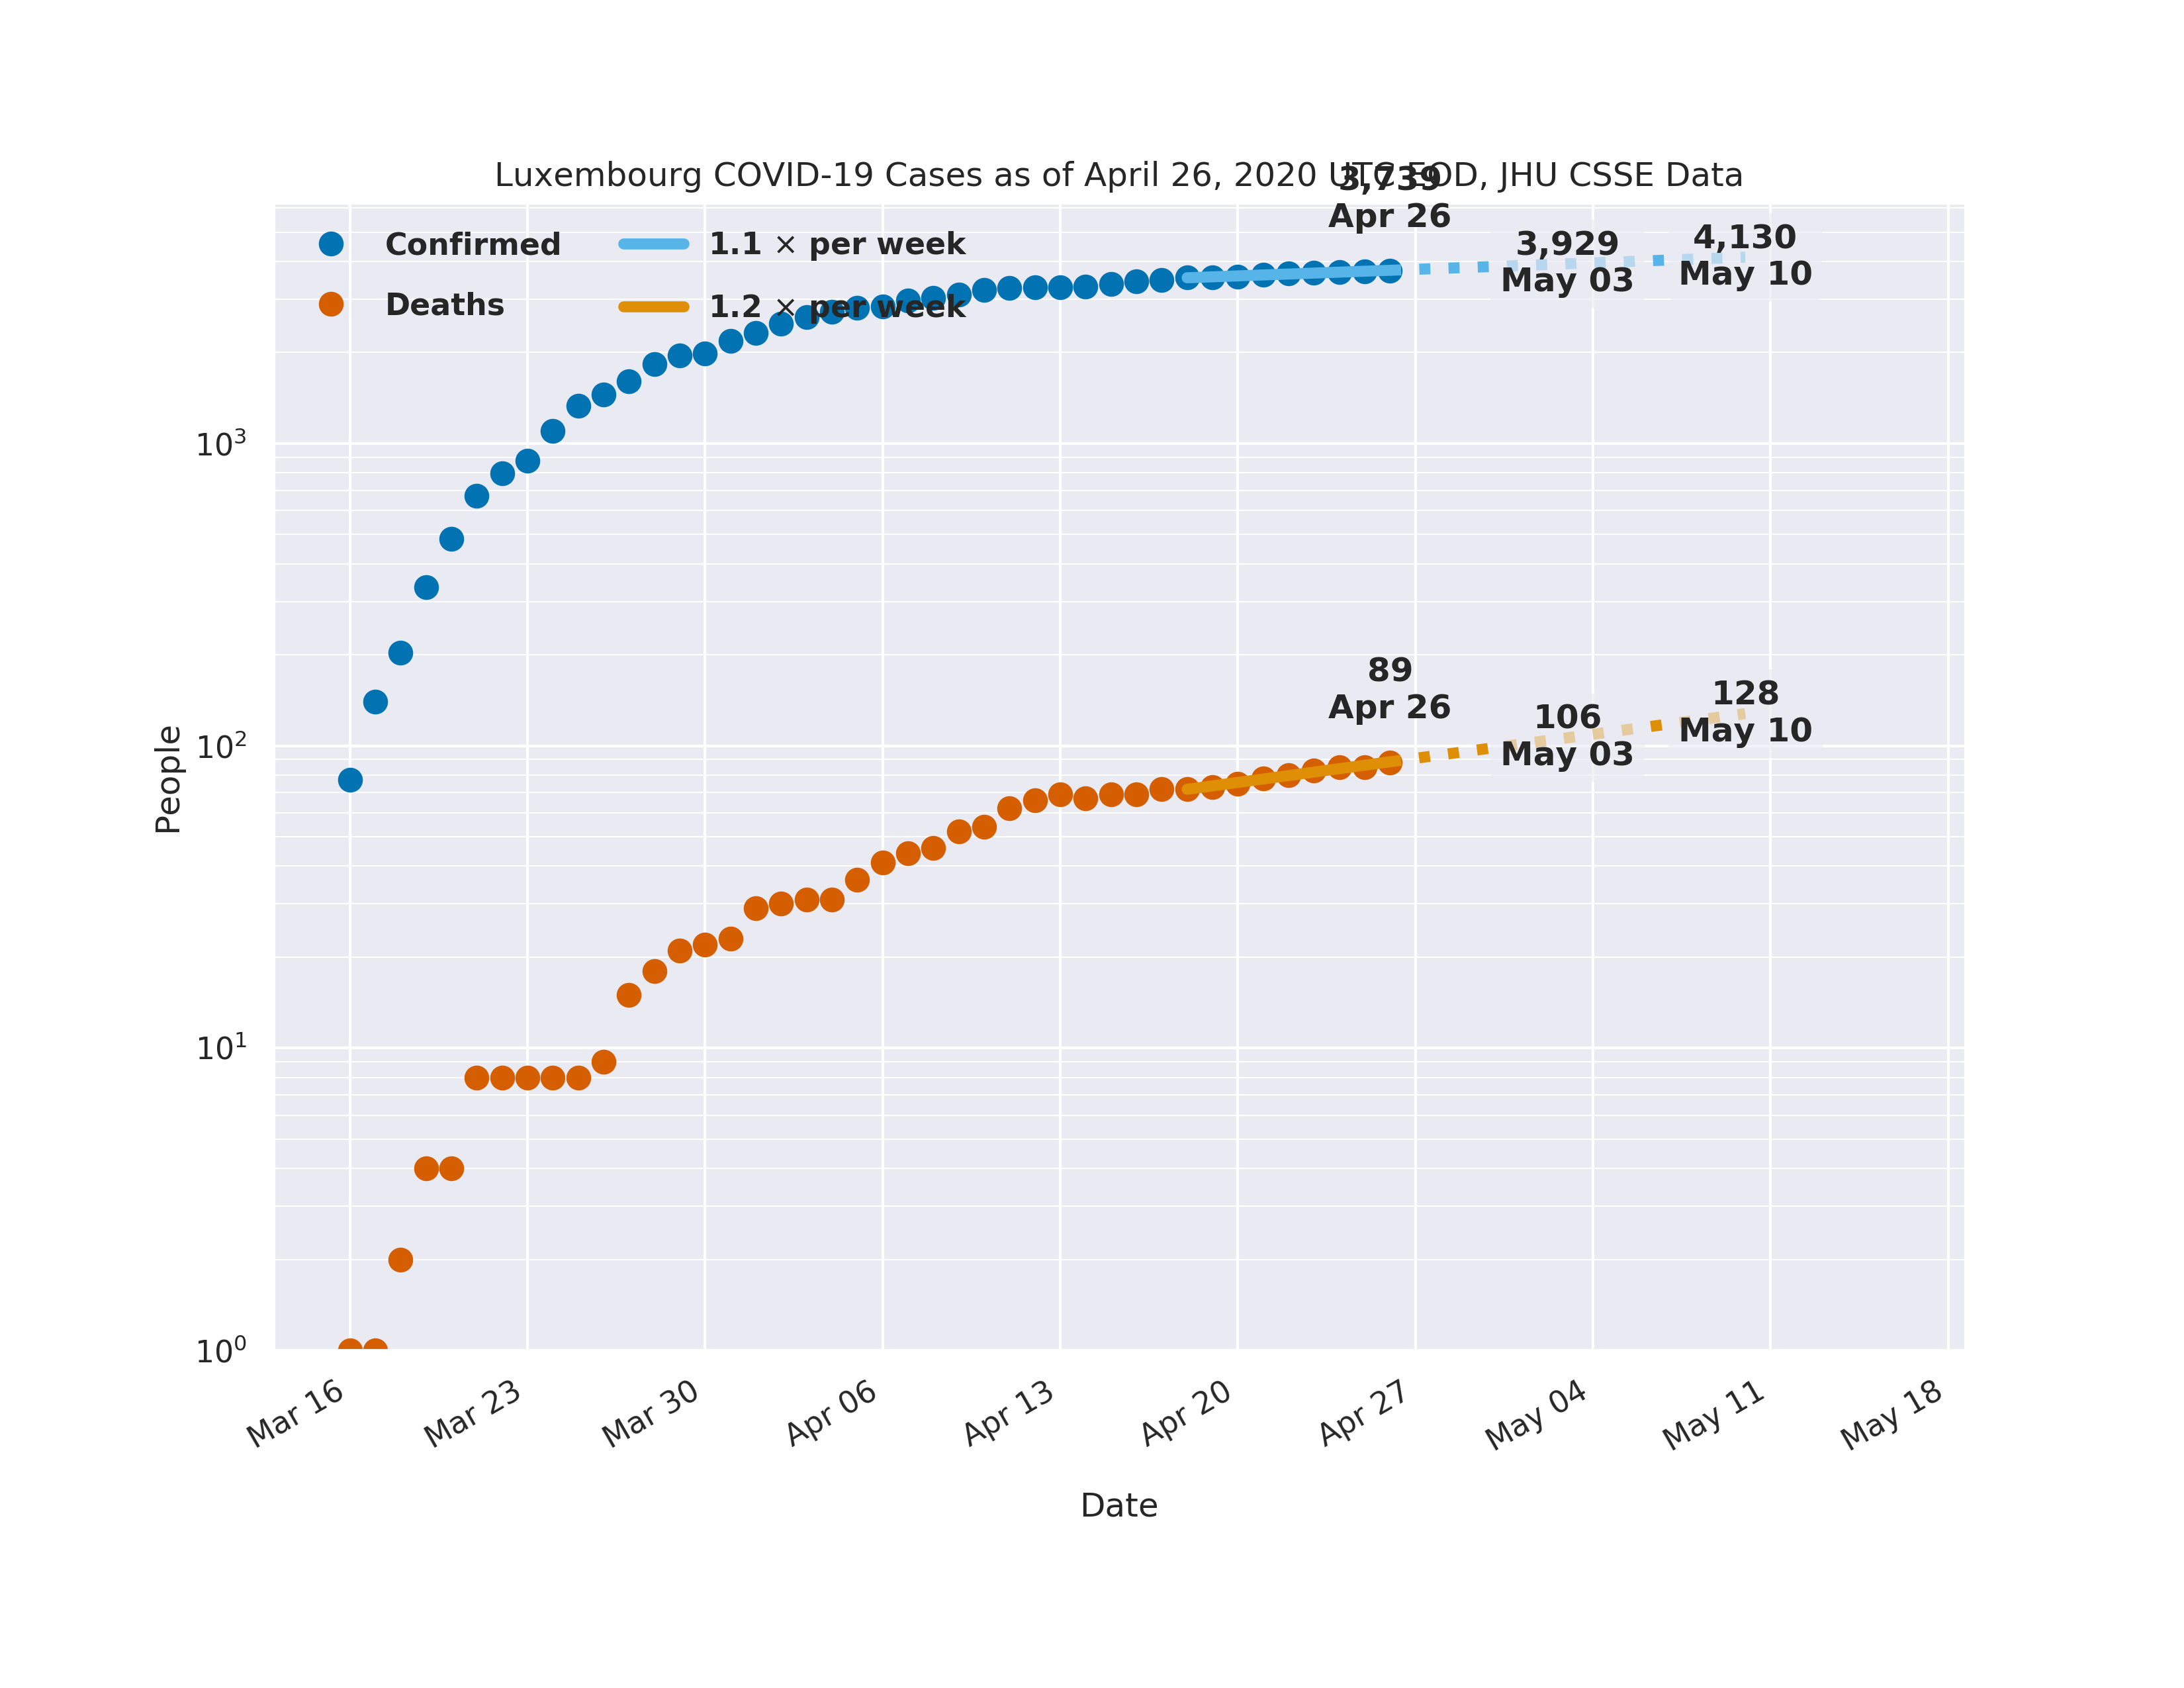 Luxembourg COVID-19 Cases as of April 26, 2020 UTC EOD, JHU CSSE Data
3,739
Apr 26
Confirmed
1.1 × per week
3,929
May 03
4,130
May 10
Deaths
1.2 × per week
10³
89
Apr 26
106
May 03
128
May 10
10²
People
10¹
10⁰
Mar 16
Mar 23
Mar 30
Apr 06
Apr 13
Apr 20
Apr 27
May 04
May 11
May 18
Date